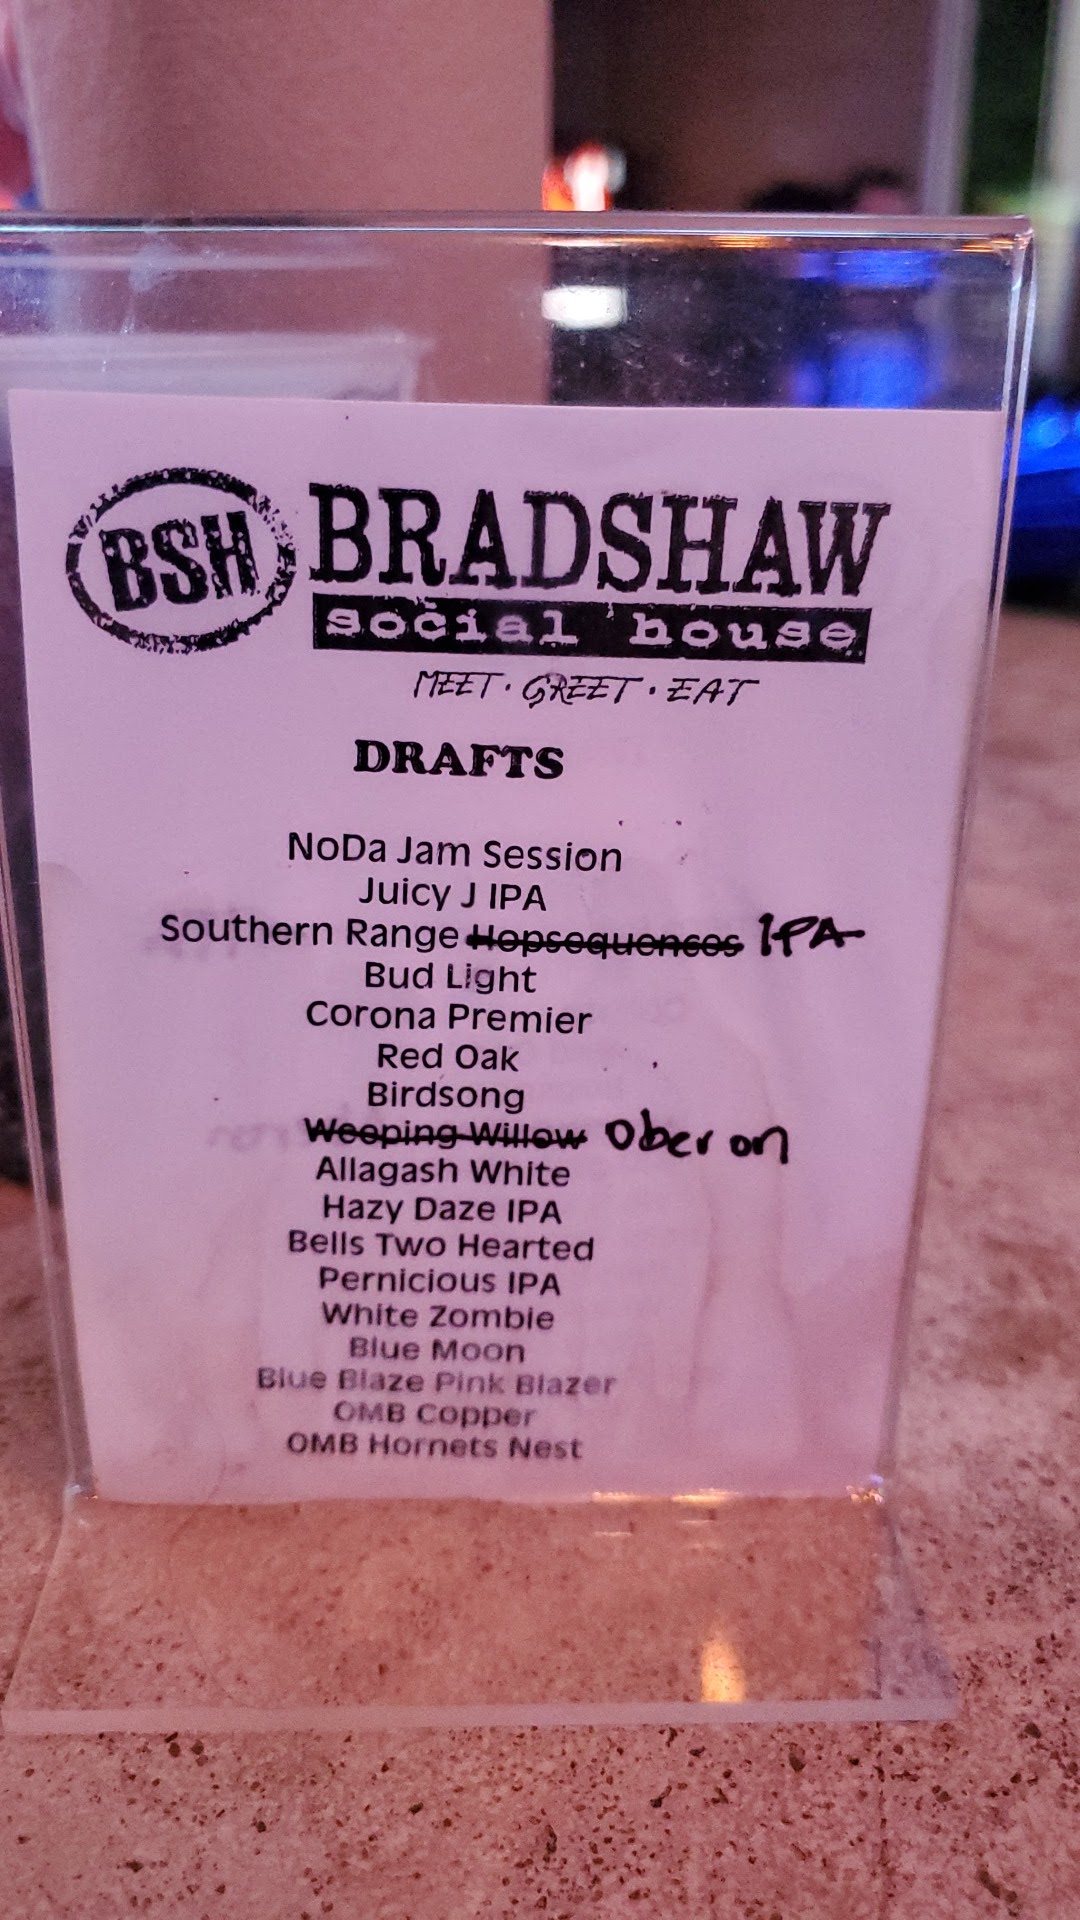 BSH
BRADSHAW
social house
MEET · GREET · EAT
DRAFTS
NoDa Jam Session
Juicy J IPA
Southern Range Hopsequences IPA
Bud Light
Corona Premier
Red Oak
Birdsong
Weeping Willow Oberon
Allagash White
Hazy Daze IPA
Bells Two Hearted
Pernicious IPA
White Zombie
Blue Moon
Blue Blaze Pink Blazer
OMB Copper
OMB Hornets Nest